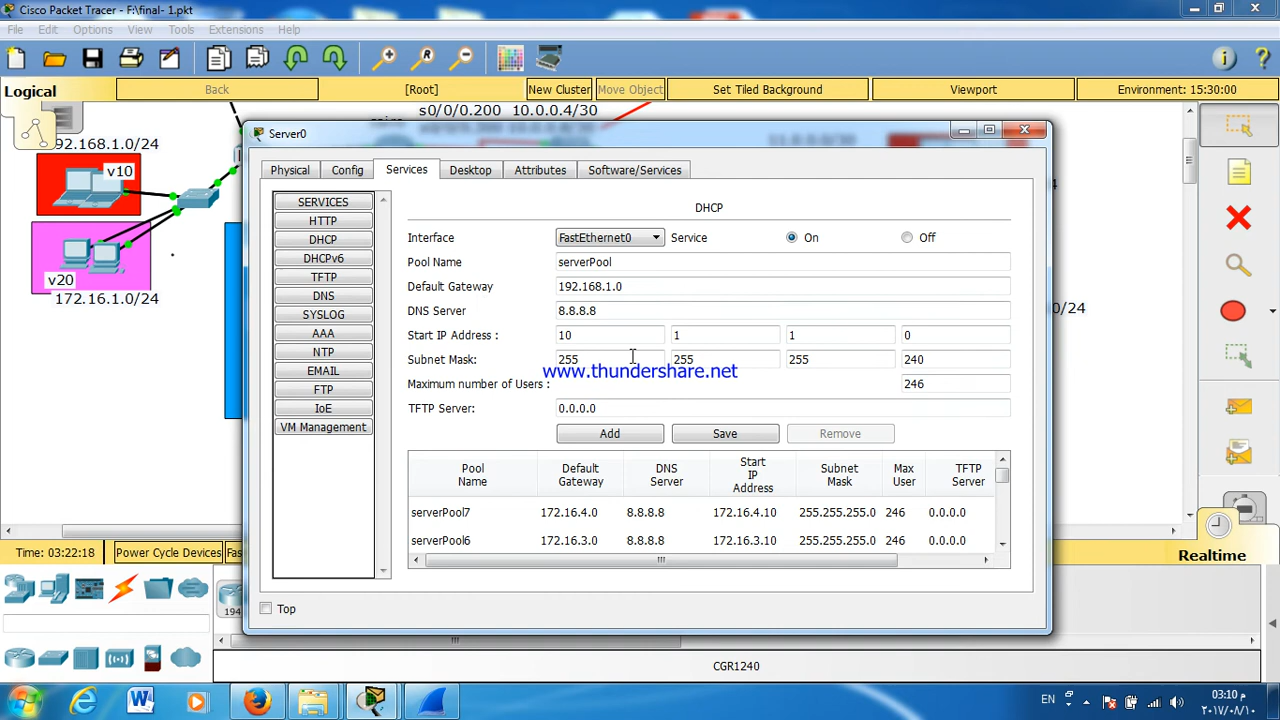 Cisco Packet Tracer - F:\final- 1.pkt
File Edit Options View Tools Extensions Help
Logical Back [Root] New Cluster Move Object Set Tiled Background Viewport Environment: 15:30:00
s0/0/0.200 10.0.0.4/30
192.168.1.0/24
v10
v20
172.16.1.0/24
Server0
Physical Config Services Desktop Attributes Software/Services
SERVICES
HTTP
DHCP
DHCPv6
TFTP
DNS
SYSLOG
AAA
NTP
EMAIL
FTP
IoE
VM Management
DHCP
Interface FastEthernet0 Service On Off
Pool Name serverPool
Default Gateway 192.168.1.0
DNS Server 8.8.8.8
Start IP Address : 10 1 1 0
Subnet Mask: 255 255 255 240
www.thundershare.net
Maximum number of Users : 246
TFTP Server: 0.0.0.0
Add Save Remove
Pool Name Default Gateway DNS Server Start IP Address Subnet Mask Max User TFTP Server
serverPool7 172.16.4.0 8.8.8.8 172.16.4.10 255.255.255.0 246 0.0.0.0
serverPool6 172.16.3.0 8.8.8.8 172.16.3.10 255.255.255.0 246 0.0.0.0
Top
Time: 03:22:18 Power Cycle Devices Realtime
CGR1240
EN
م 03:10
٢٠١٧/٠٨/١٠